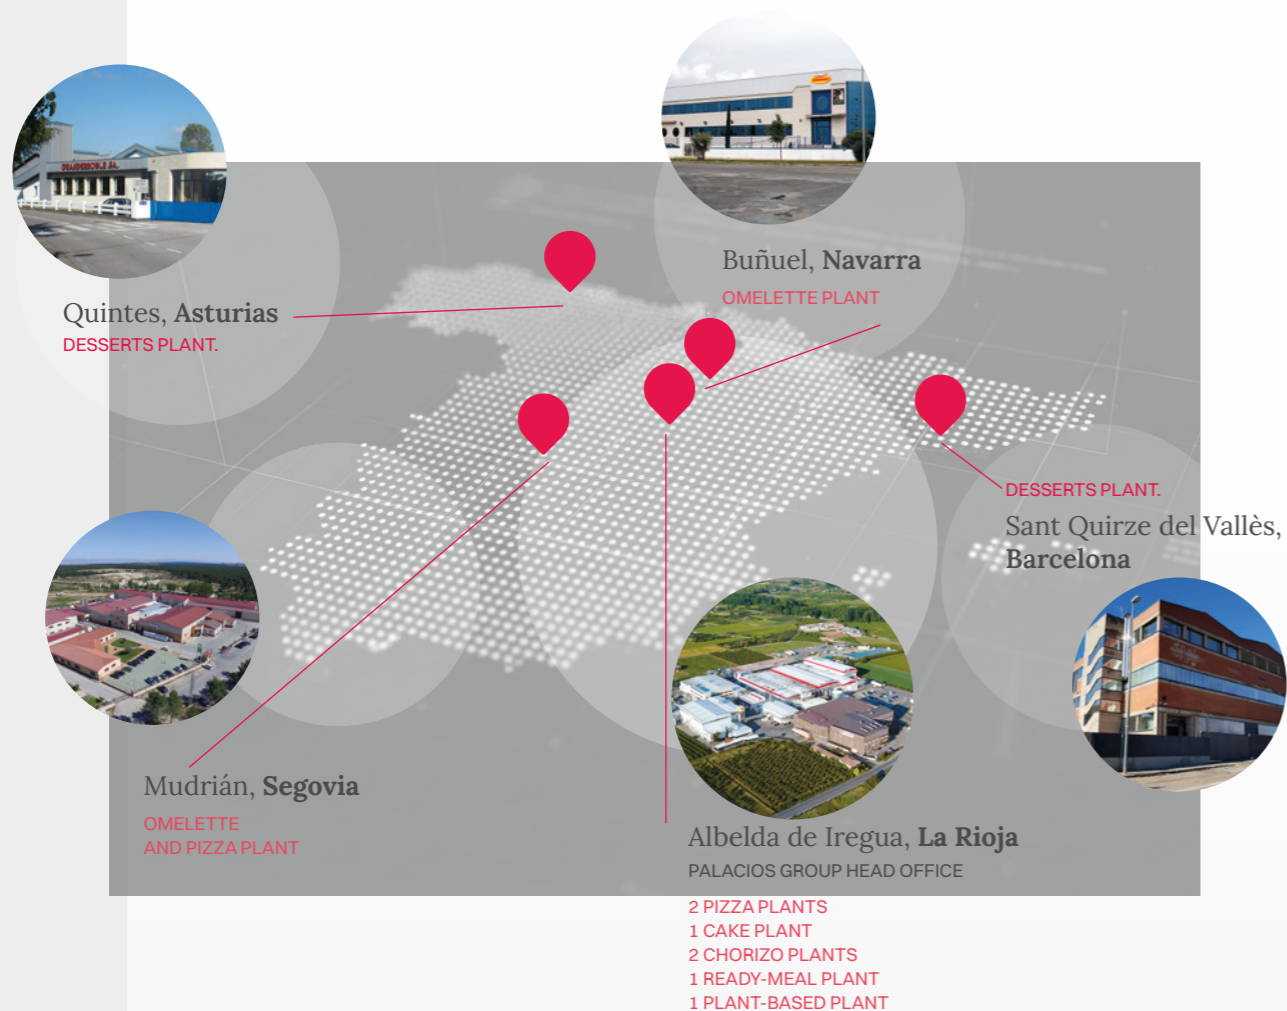 Buñuel, Navarra
OMELETTE PLANT
Quintes, Asturias
DESSERTS PLANT.
DESSERTS PLANT.
Sant Quirze del Vallès,
Barcelona
Mudrián, Segovia
OMELETTE
AND PIZZA PLANT
Albelda de Iregua, La Rioja
PALACIOS GROUP HEAD OFFICE
2 PIZZA PLANTS
1 CAKE PLANT
2 CHORIZO PLANTS
1 READY-MEAL PLANT
1 PLANT-BASED PLANT